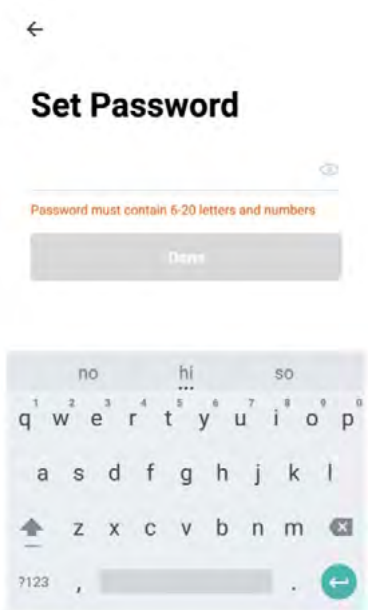 Set Password
Password must contain 6-20 letters and numbers
Done
no hi so
1 2 3 4 5 6 7 8 9 0
q w e r t y u i o p
a s d f g h j k l
z x c v b n m
?123 , .